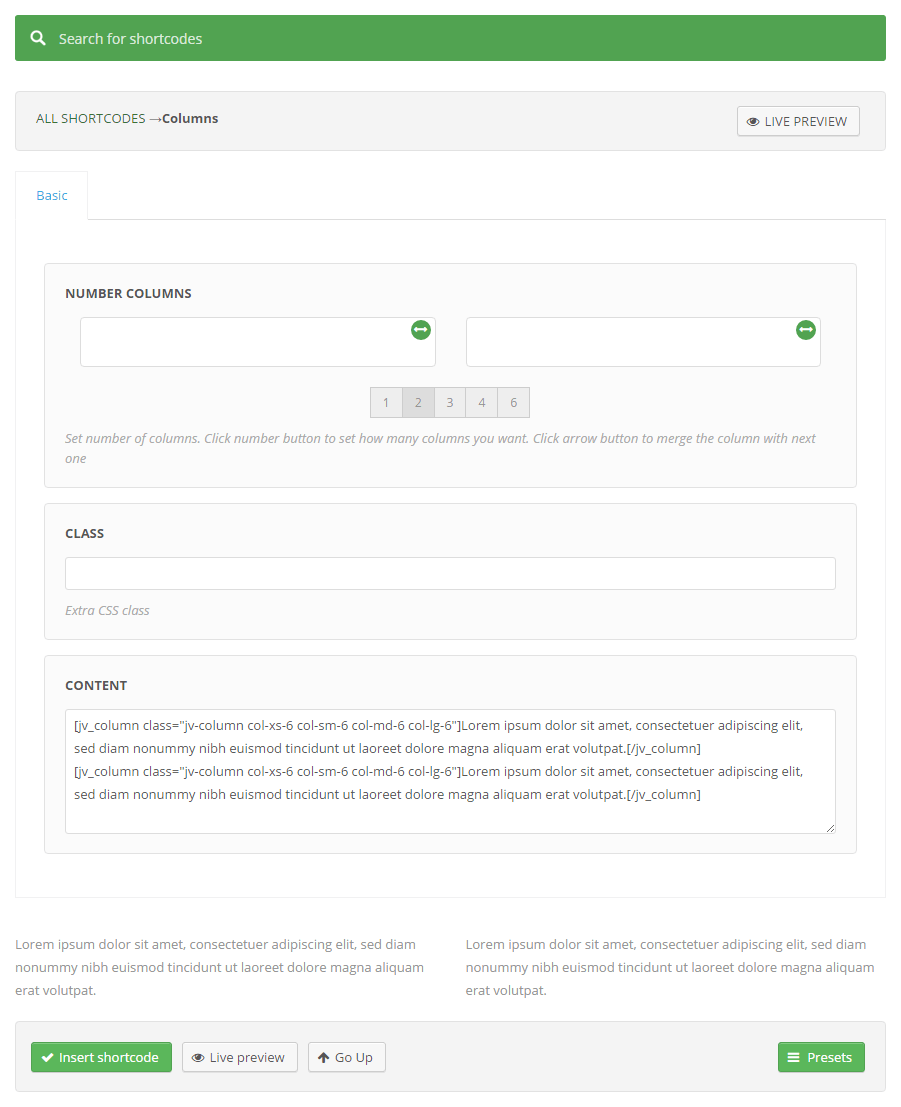 Search for shortcodes
ALL SHORTCODES →Columns
LIVE PREVIEW
Basic
NUMBER COLUMNS
1 2 3 4 6
Set number of columns. Click number button to set how many columns you want. Click arrow button to merge the column with next
one
CLASS
Extra CSS class
CONTENT
[jv_column class="jv-column col-xs-6 col-sm-6 col-md-6 col-lg-6"]Lorem ipsum dolor sit amet, consectetuer adipiscing elit,
sed diam nonummy nibh euismod tincidunt ut laoreet dolore magna aliquam erat volutpat.[/jv_column]
[jv_column class="jv-column col-xs-6 col-sm-6 col-md-6 col-lg-6"]Lorem ipsum dolor sit amet, consectetuer adipiscing elit,
sed diam nonummy nibh euismod tincidunt ut laoreet dolore magna aliquam erat volutpat.[/jv_column]
Lorem ipsum dolor sit amet, consectetuer adipiscing elit, sed diam
nonummy nibh euismod tincidunt ut laoreet dolore magna aliquam
erat volutpat.
Lorem ipsum dolor sit amet, consectetuer adipiscing elit, sed diam
nonummy nibh euismod tincidunt ut laoreet dolore magna aliquam
erat volutpat.
Insert shortcode
Live preview
Go Up
Presets